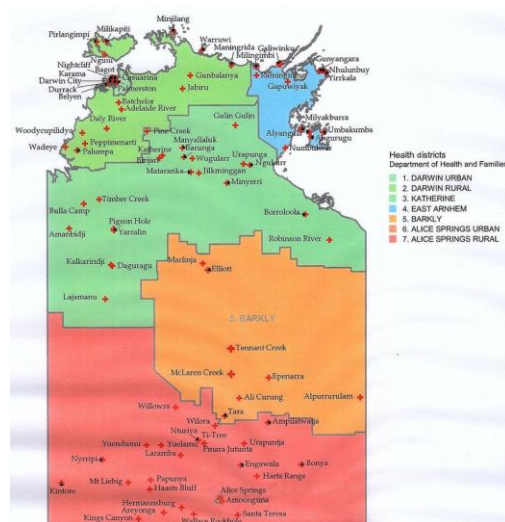 Minjilang
Pirlangimpi
Milikapiti
Nguiu
Warruwi
Maningrida
Milingimbi
Galiwinku
Gunyangara
Nhulunbuy
Yirrkala
Nightcliff
Bagot
Karama
Casuarina
Darwin City
Palmerston
Durrack
Belyen
Gunbalanya
Jabiru
Ramingining
Gapuwiyak
Batchelor
Adelaide River
Milyakburra
Umbakumba
Angurugu
Alyangula
Numbulwar
Daly River
Woodycupildiya
Peppimenarti
Wadeye
Palumpa
Pine Creek
Gulin Gulin
Manyallaluk
Katherine
Barunga
Binjari
Wugularr
Urapunga
Ngukurr
Mataranka
Jilkminggan
Minyerri
Health districts
Department of Health and Families
1. DARWIN URBAN
2. DARWIN RURAL
3. KATHERINE
4. EAST ARNHEM
5. BARKLY
6. ALICE SPRINGS URBAN
7. ALICE SPRINGS RURAL
Timber Creek
Bulla Camp
Pigeon Hole
Amanbidji
Yarralin
Borroloola
Robinson River
Kalkarindji
Daguragu
Lajamanu
Marlinja
Elliott
5. BARKLY
Tennant Creek
McLaren Creek
Epenarra
Ali Curung
Alpurrurulam
Tara
Willowra
Wilora
Ampuatwatja
Nturiya
Ti-Tree
Yuendumu
Yuelamu
Pmara Jutunta
Urapuntja
Laramba
Nyrripi
Engawala
Bonya
Kintore
Mt Liebig
Papunya
Haasts Bluff
Harts Range
Alice Springs
Amoonguna
Hermannsburg
Areyonga
Wallace Rockhole
Kings Canyon
Santa Teresa